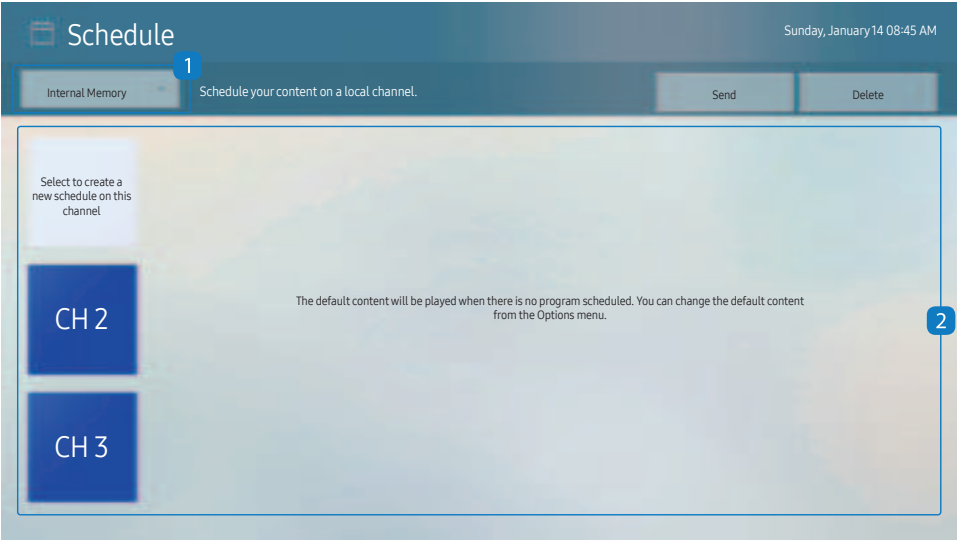 Schedule
Sunday, January 14 08:45 AM
1
Internal Memory
Schedule your content on a local channel.
Send
Delete
Select to create a
new schedule on this
channel
CH 2
The default content will be played when there is no program scheduled. You can change the default content
from the Options menu.
2
CH 3